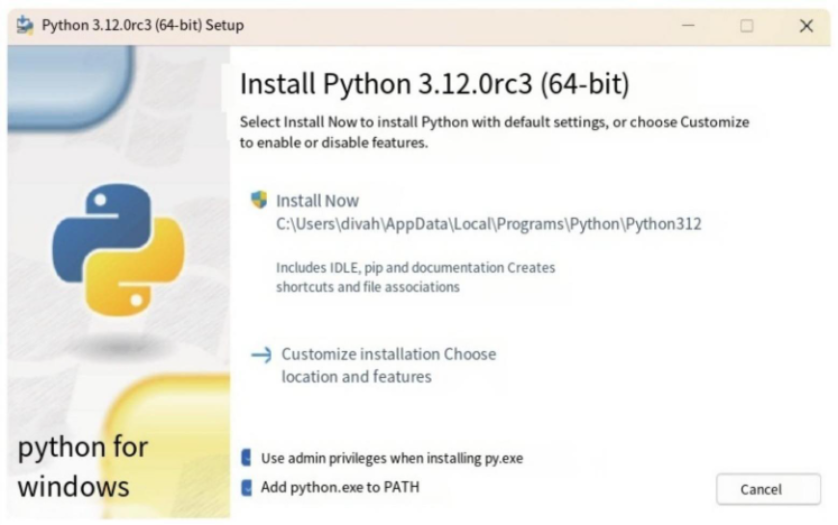 Python 3.12.0rc3 (64-bit) Setup
Install Python 3.12.0rc3 (64-bit)
Select Install Now to install Python with default settings, or choose Customize
to enable or disable features.
Install Now
C:\Users\divah\AppData\Local\Programs\Python\Python312
Includes IDLE, pip and documentation Creates
shortcuts and file associations
Customize installation Choose
location and features
python for
windows
Use admin privileges when installing py.exe
Add python.exe to PATH
Cancel